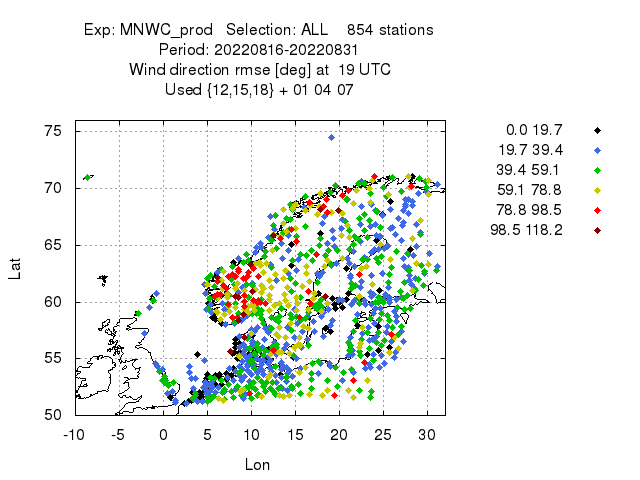 Exp: MNWC_prod Selection: ALL 854 stations
Period: 20220816-20220831
Wind direction rmse [deg] at 19 UTC
Used {12,15,18} + 01 04 07
0.0 19.7
19.7 39.4
39.4 59.1
59.1 78.8
78.8 98.5
98.5 118.2
75
70
65
60
55
50
Lat
-10 -5 0 5 10 15 20 25 30
Lon